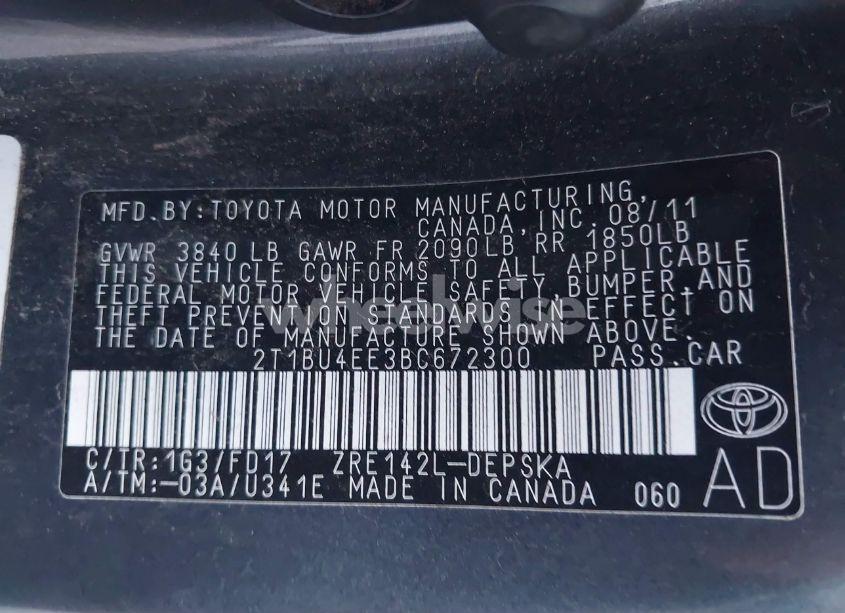 MFD.BY:TOYOTA MOTOR MANUFACTURING,
CANADA, INC. 08/11
GVWR 3840 LB GAWR FR 2090LB RR 1850LB
THIS VEHICLE CONFORMS TO ALL APPLICABLE
FEDERAL MOTOR VEHICLE SAFETY, BUMPER, AND
THEFT PREVENTION STANDARDS IN EFFECT ON
THE DATE OF MANUFACTURE SHOWN ABOVE.
2T1BU4EE3BC672300 PASS.CAR
C/TR:1G3/FD17 ZRE142L-DEPSKA
A/TM:-03A/U341E MADE IN CANADA 060 AD
wheelwise